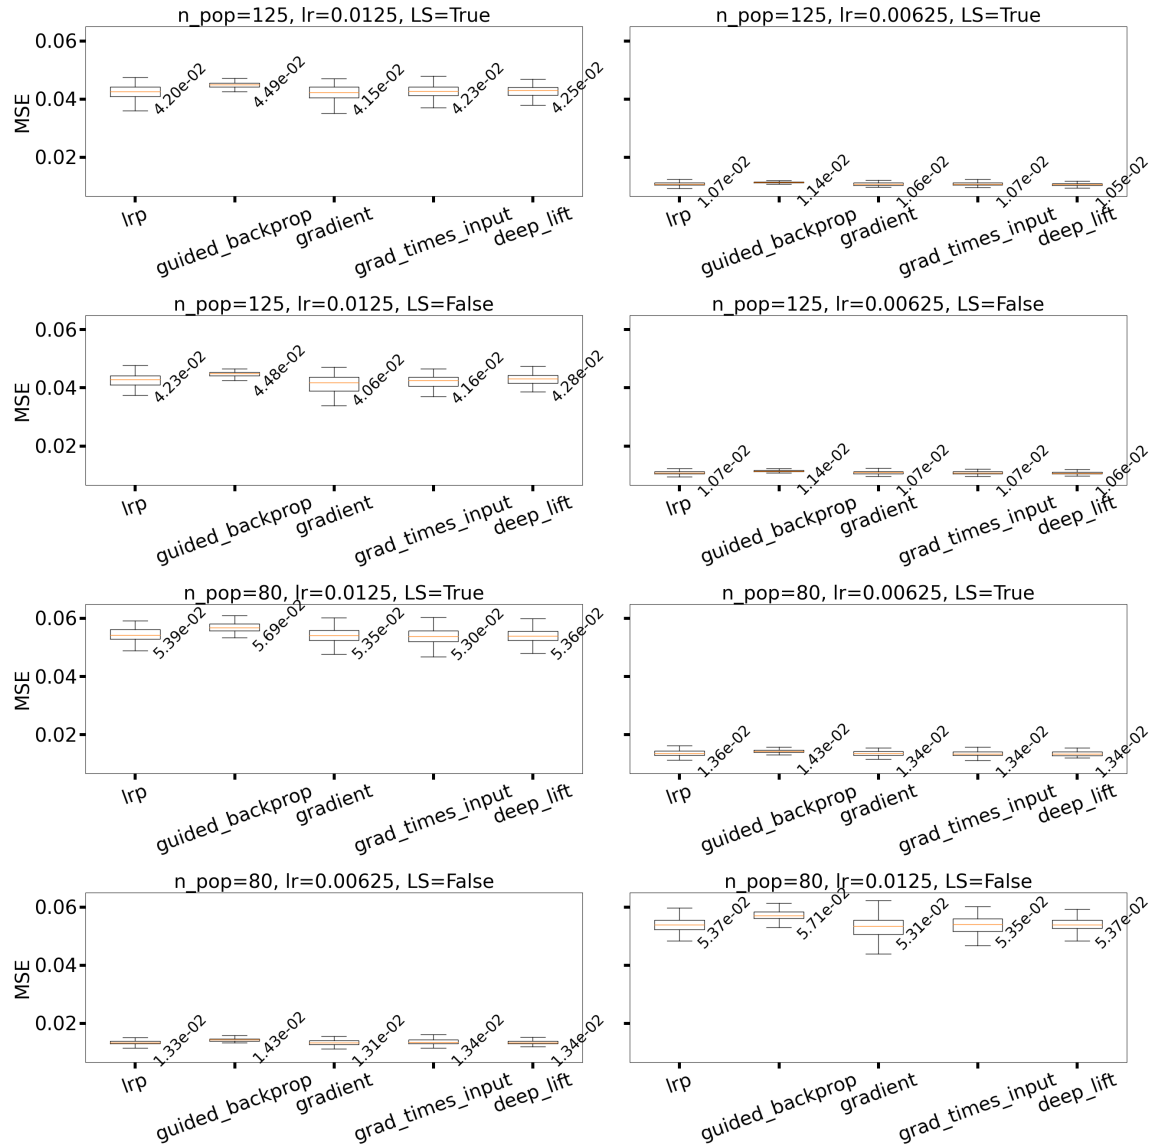 n_pop=125, lr=0.0125, LS=True
MSE
0.06
0.04
0.02
4.20e-02
4.49e-02
4.15e-02
4.23e-02
4.25e-02
lrp
guided_backprop
gradient
grad_times_input
deep_lift
n_pop=125, lr=0.00625, LS=True
1.07e-02
1.14e-02
1.06e-02
1.07e-02
1.05e-02
lrp
guided_backprop
gradient
grad_times_input
deep_lift
n_pop=125, lr=0.0125, LS=False
MSE
0.06
0.04
0.02
4.23e-02
4.48e-02
4.06e-02
4.16e-02
4.28e-02
lrp
guided_backprop
gradient
grad_times_input
deep_lift
n_pop=125, lr=0.00625, LS=False
1.07e-02
1.14e-02
1.07e-02
1.07e-02
1.06e-02
lrp
guided_backprop
gradient
grad_times_input
deep_lift
n_pop=80, lr=0.0125, LS=True
MSE
0.06
0.04
0.02
5.39e-02
5.69e-02
5.35e-02
5.30e-02
5.36e-02
lrp
guided_backprop
gradient
grad_times_input
deep_lift
n_pop=80, lr=0.00625, LS=True
1.36e-02
1.43e-02
1.34e-02
1.34e-02
1.34e-02
lrp
guided_backprop
gradient
grad_times_input
deep_lift
n_pop=80, lr=0.00625, LS=False
MSE
0.06
0.04
0.02
1.33e-02
1.43e-02
1.31e-02
1.34e-02
1.34e-02
lrp
guided_backprop
gradient
grad_times_input
deep_lift
n_pop=80, lr=0.0125, LS=False
5.37e-02
5.71e-02
5.31e-02
5.35e-02
5.37e-02
lrp
guided_backprop
gradient
grad_times_input
deep_lift